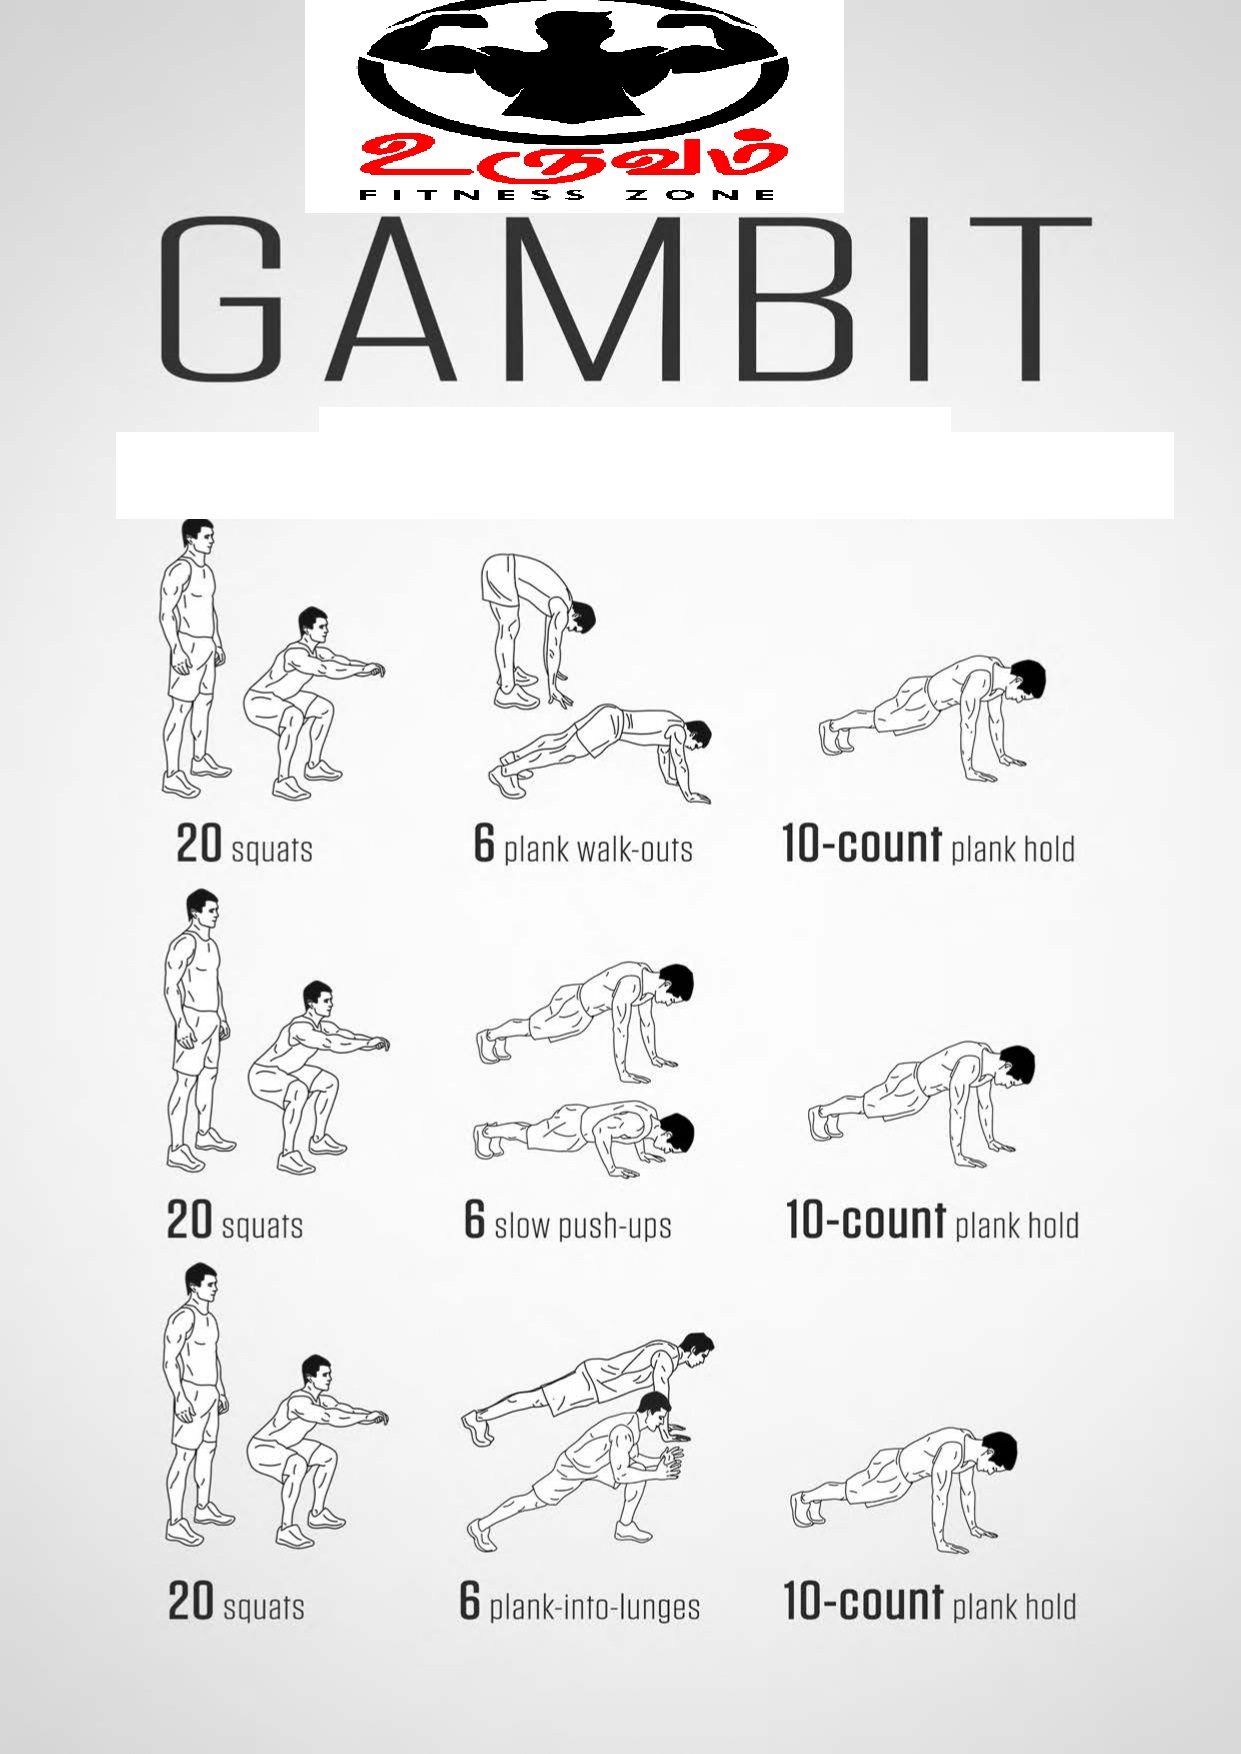 உருவம்
FITNESS ZONE
GAMBIT
20 squats
6 plank walk-outs
10-count plank hold
20 squats
6 slow push-ups
10-count plank hold
20 squats
6 plank-into-lunges
10-count plank hold